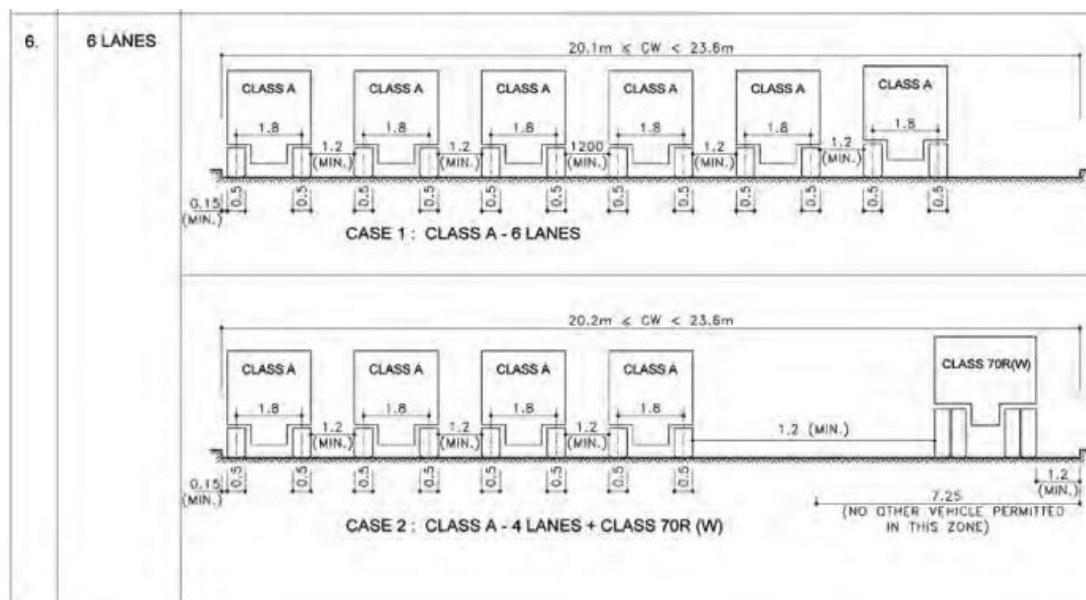 6. 6 LANES
20.1m ≤ CW < 23.6m
CLASS A CLASS A CLASS A CLASS A CLASS A CLASS A
1.8 1.8 1.8 1.8 1.8 1.8
1.2 (MIN.) 1.2 (MIN.) 1.2 (MIN.) 1200 (MIN.) 1.2 (MIN.) 1.2 (MIN.)
0.15 (MIN.) 0.5 0.5 0.5 0.5 0.5 0.5 0.5 0.5 0.5 0.5 0.5 0.5
CASE 1 : CLASS A - 6 LANES
20.2m ≤ CW < 23.6m
CLASS A CLASS A CLASS A CLASS A CLASS 70R(W)
1.8 1.8 1.8 1.8
1.2 (MIN.) 1.2 (MIN.) 1.2 (MIN.) 1.2 (MIN.)
0.15 (MIN.) 0.5 0.5 0.5 0.5 0.5 0.5 0.5 0.5 1.2 (MIN.)
7.25
(NO OTHER VEHICLE PERMITTED
IN THIS ZONE)
CASE 2 : CLASS A - 4 LANES + CLASS 70R (W)